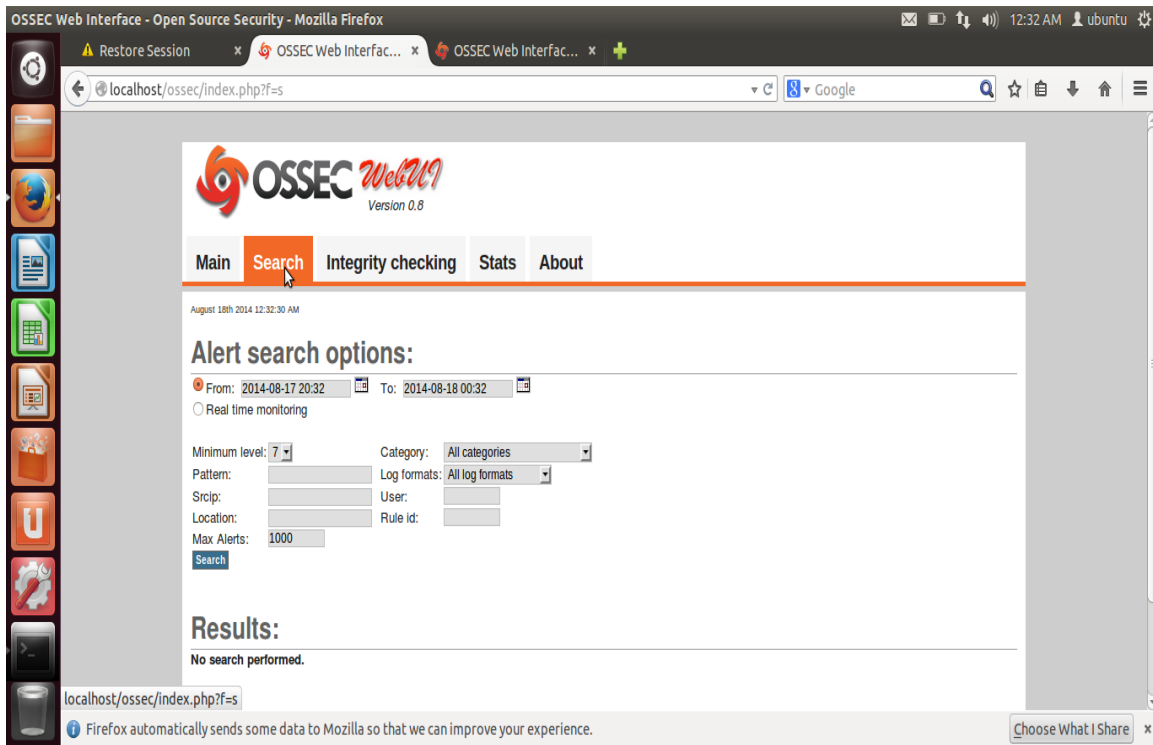 OSSEC Web Interface - Open Source Security - Mozilla Firefox
12:32 AM ubuntu
Restore Session × OSSEC Web Interfac... × OSSEC Web Interfac... ×
localhost/ossec/index.php?f=s
8 Google
OSSEC WebUI
Version 0.8
Main Search Integrity checking Stats About
August 18th 2014 12:32:30 AM
Alert search options:
From: 2014-08-17 20:32 To: 2014-08-18 00:32
Real time monitoring
Minimum level: 7 Category: All categories
Pattern: Log formats: All log formats
Srcip: User:
Location: Rule id:
Max Alerts: 1000
Search
Results:
No search performed.
localhost/ossec/index.php?f=s
Firefox automatically sends some data to Mozilla so that we can improve your experience. Choose What I Share ×